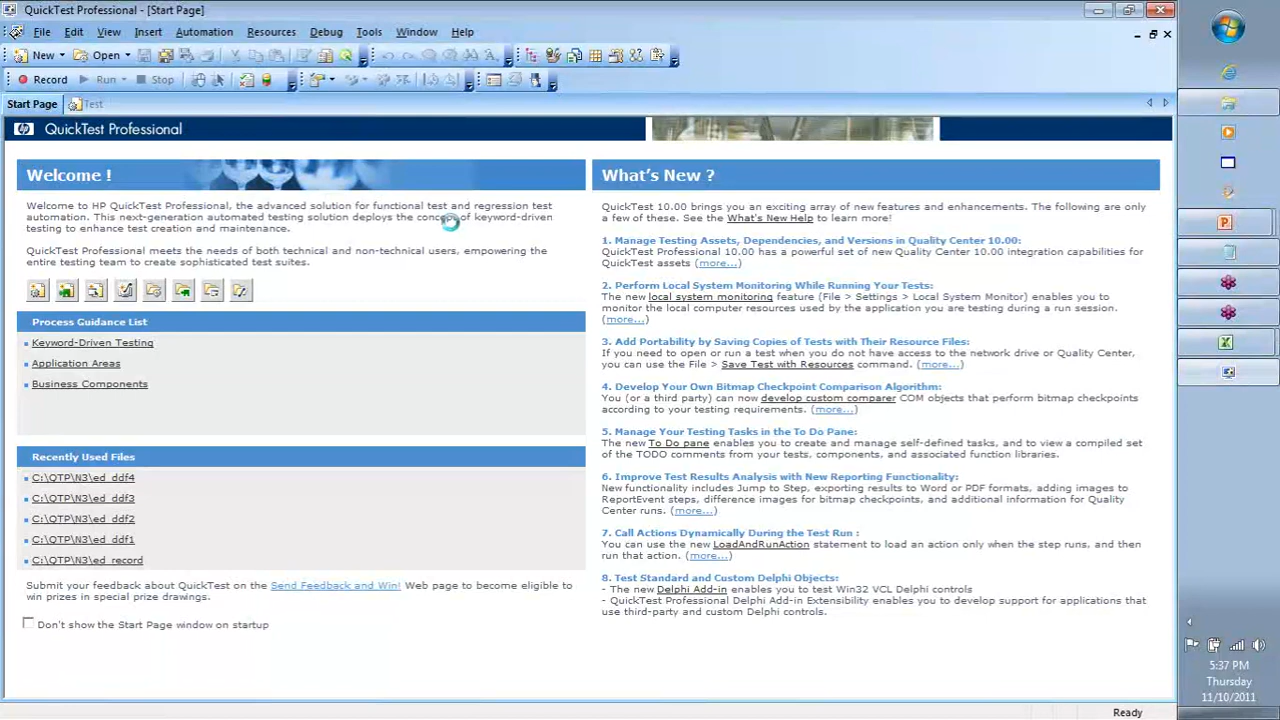 QuickTest Professional - [Start Page]
File Edit View Insert Automation Resources Debug Tools Window Help
New Open
Record Run Stop
Start Page Test
QuickTest Professional
Welcome !
Welcome to HP QuickTest Professional, the advanced solution for functional test and regression test
automation. This next-generation automated testing solution deploys the concept of keyword-driven
testing to enhance test creation and maintenance.
QuickTest Professional meets the needs of both technical and non-technical users, empowering the
entire testing team to create sophisticated test suites.
Process Guidance List
Keyword-Driven Testing
Application Areas
Business Components
Recently Used Files
C:\QTP\N3\ed_ddf4
C:\QTP\N3\ed_ddf3
C:\QTP\N3\ed_ddf2
C:\QTP\N3\ed_ddf1
C:\QTP\N3\ed_record
Submit your feedback about QuickTest on the Send Feedback and Win! Web page to become eligible to
win prizes in special prize drawings.
Don't show the Start Page window on startup
What's New ?
QuickTest 10.00 brings you an exciting array of new features and enhancements. The following are only
a few of these. See the What's New Help to learn more!
1. Manage Testing Assets, Dependencies, and Versions in Quality Center 10.00:
QuickTest Professional 10.00 has a powerful set of new Quality Center 10.00 integration capabilities for
QuickTest assets (more...)
2. Perform Local System Monitoring While Running Your Tests:
The new local system monitoring feature (File > Settings > Local System Monitor) enables you to
monitor the local computer resources used by the application you are testing during a run session.
(more...)
3. Add Portability by Saving Copies of Tests with Their Resource Files:
If you need to open or run a test when you do not have access to the network drive or Quality Center,
you can use the File > Save Test with Resources command. (more...)
4. Develop Your Own Bitmap Checkpoint Comparison Algorithm:
You (or a third party) can now develop custom comparer COM objects that perform bitmap checkpoints
according to your testing requirements. (more...)
5. Manage Your Testing Tasks in the To Do Pane:
The new To Do pane enables you to create and manage self-defined tasks, and to view a compiled set
of the TODO comments from your tests, components, and associated function libraries.
6. Improve Test Results Analysis with New Reporting Functionality:
New functionality includes Jump to Step, exporting results to Word or PDF formats, adding images to
ReportEvent steps, difference images for bitmap checkpoints, and additional information for Quality
Center runs. (more...)
7. Call Actions Dynamically During the Test Run :
You can use the new LoadAndRunAction statement to load an action only when the step runs, and then
run that action. (more...)
8. Test Standard and Custom Delphi Objects:
- The new Delphi Add-in enables you to test Win32 VCL Delphi controls
- QuickTest Professional Delphi Add-in Extensibility enables you to develop support for applications that
use third-party and custom Delphi controls.
Ready
5:37 PM
Thursday
11/10/2011